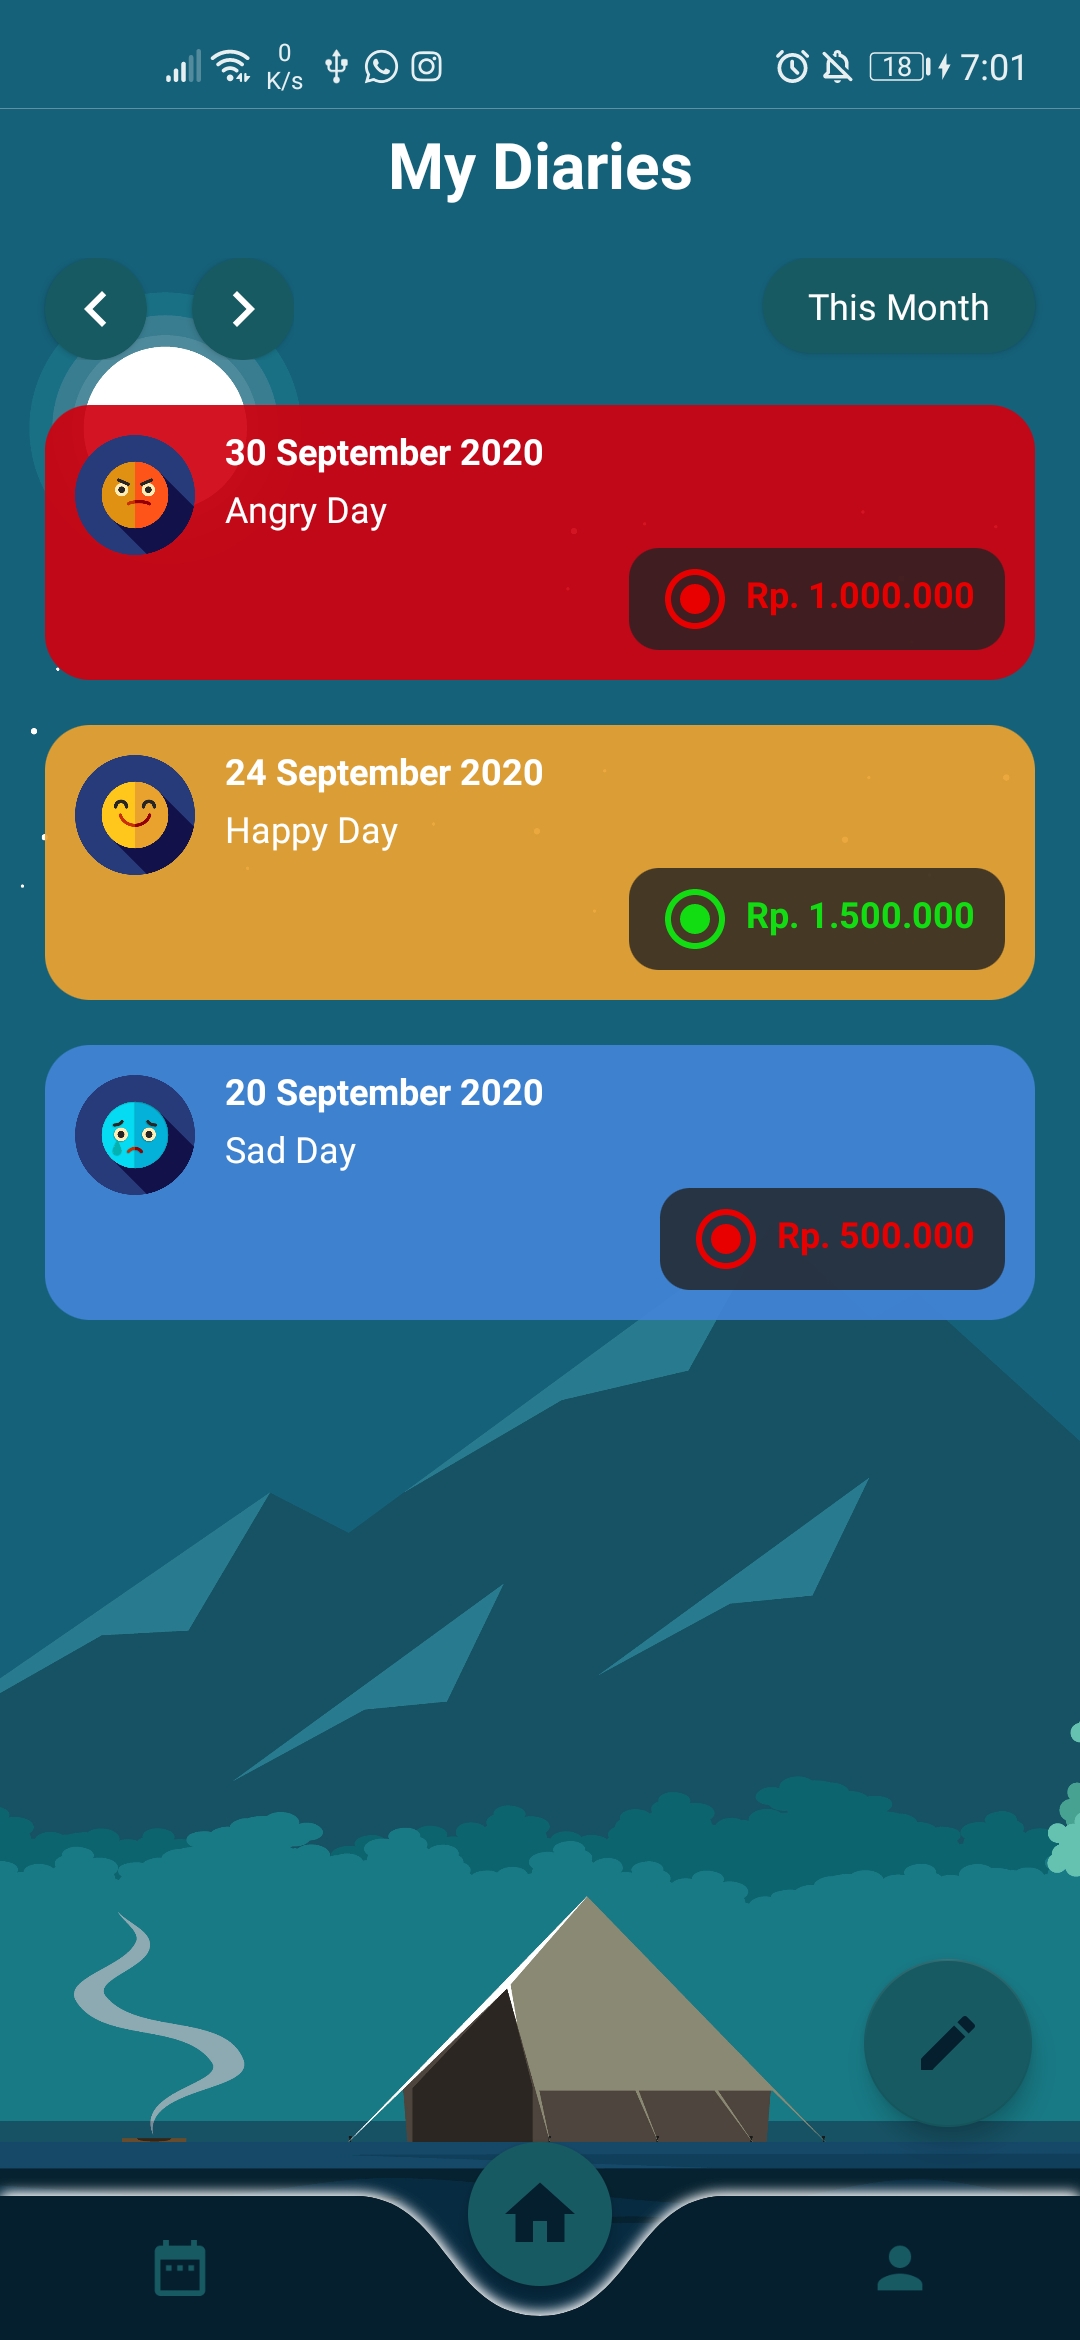 0
K/s
18
7:01
My Diaries
This Month
30 September 2020
Angry Day
Rp. 1.000.000
24 September 2020
Happy Day
Rp. 1.500.000
20 September 2020
Sad Day
Rp. 500.000